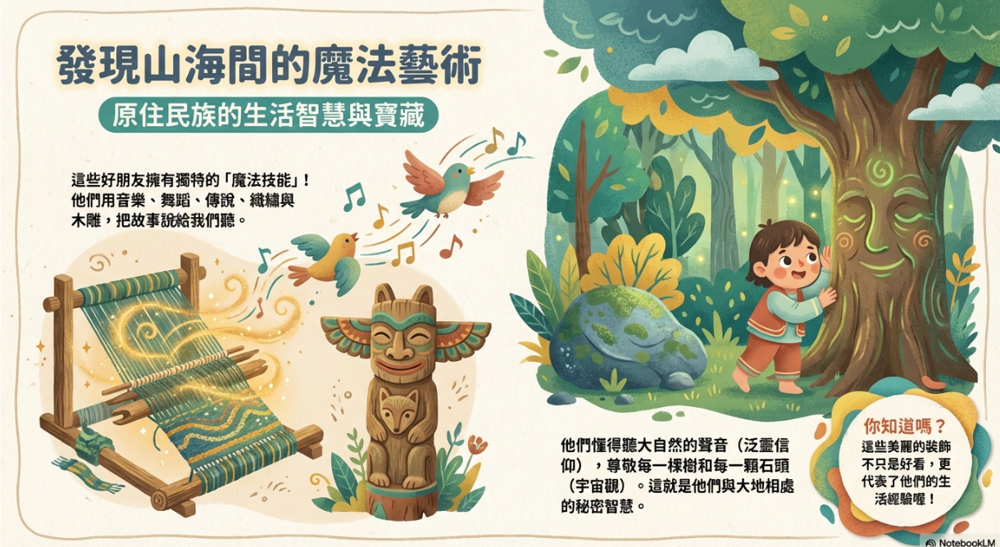 發現山海間的魔法藝術
原住民族的生活智慧與寶藏
這些好朋友擁有獨特的「魔法技能」！
他們用音樂、舞蹈、傳說、織繡與
木雕，把故事說給我們聽。
他們懂得聽大自然的聲音（泛靈信
仰），尊敬每一棵樹和每一顆石頭
（宇宙觀）。這就是他們與大地相處
的秘密智慧。
你知道嗎？
這些美麗的裝飾
不只是好看，更
代表了他們的生
活經驗喔！
NotebookLM